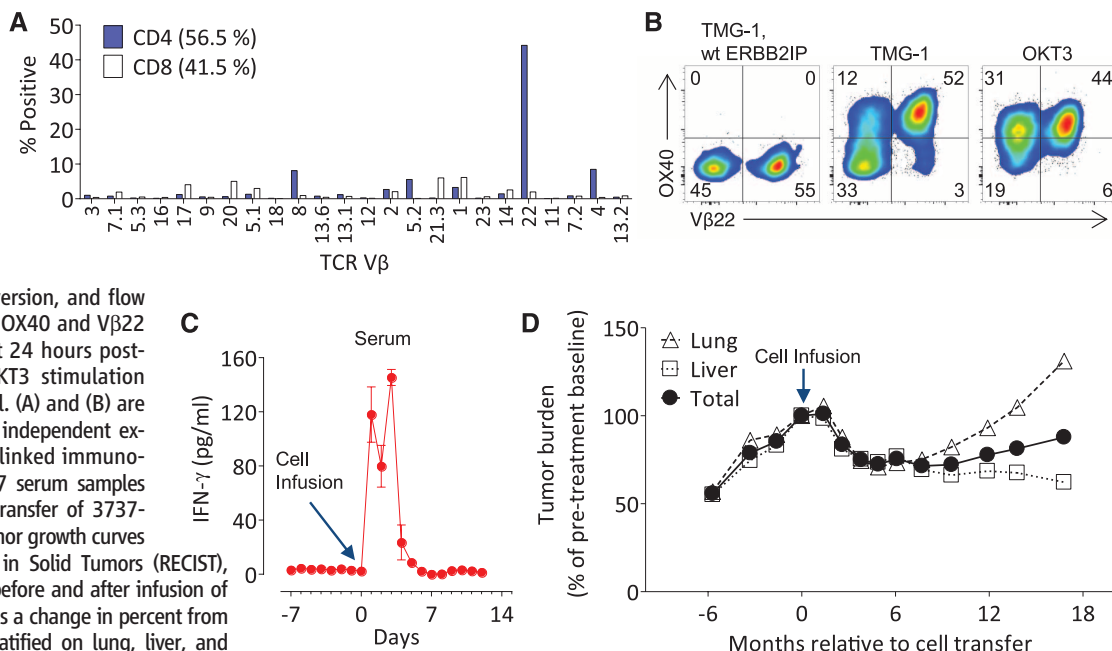 A
50
40
30
20
10
0
% Positive
CD4 (56.5 %)
CD8 (41.5 %)
3
7.1
5.3
16
17
9
20
5.1
18
8
13.6
13.1
12
2
5.2
21.3
1
23
14
22
11
7.2
4
13.2
TCR Vβ
B
TMG-1,
wt ERBB2IP
TMG-1
OKT3
0 0
45 55
12 52
33 3
31 44
19 6
OX40
Vβ22
version, and flow
OX40 and Vβ22
t 24 hours post-
KT3 stimulation
l. (A) and (B) are
independent ex-
linked immuno-
7 serum samples
transfer of 3737-
mor growth curves
in Solid Tumors (RECIST),
before and after infusion of
s a change in percent from
atified on lung, liver, and
C
Serum
160
120
80
40
0
IFN-γ (pg/ml)
Cell
Infusion
-7 0 7 14
Days
D
150
100
50
0
Tumor burden
(% of pre-treatment baseline)
Lung
Liver
Total
Cell Infusion
-6 0 6 12 18
Months relative to cell transfer